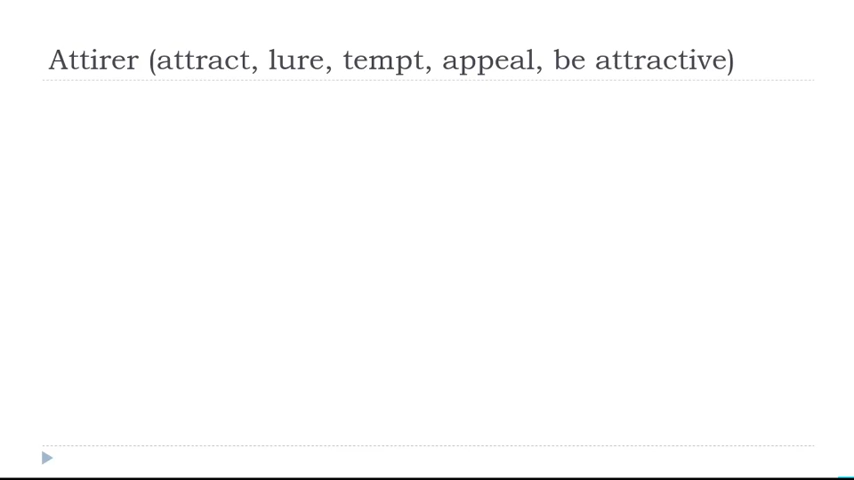 Attirer (attract, lure, tempt, appeal, be attractive)